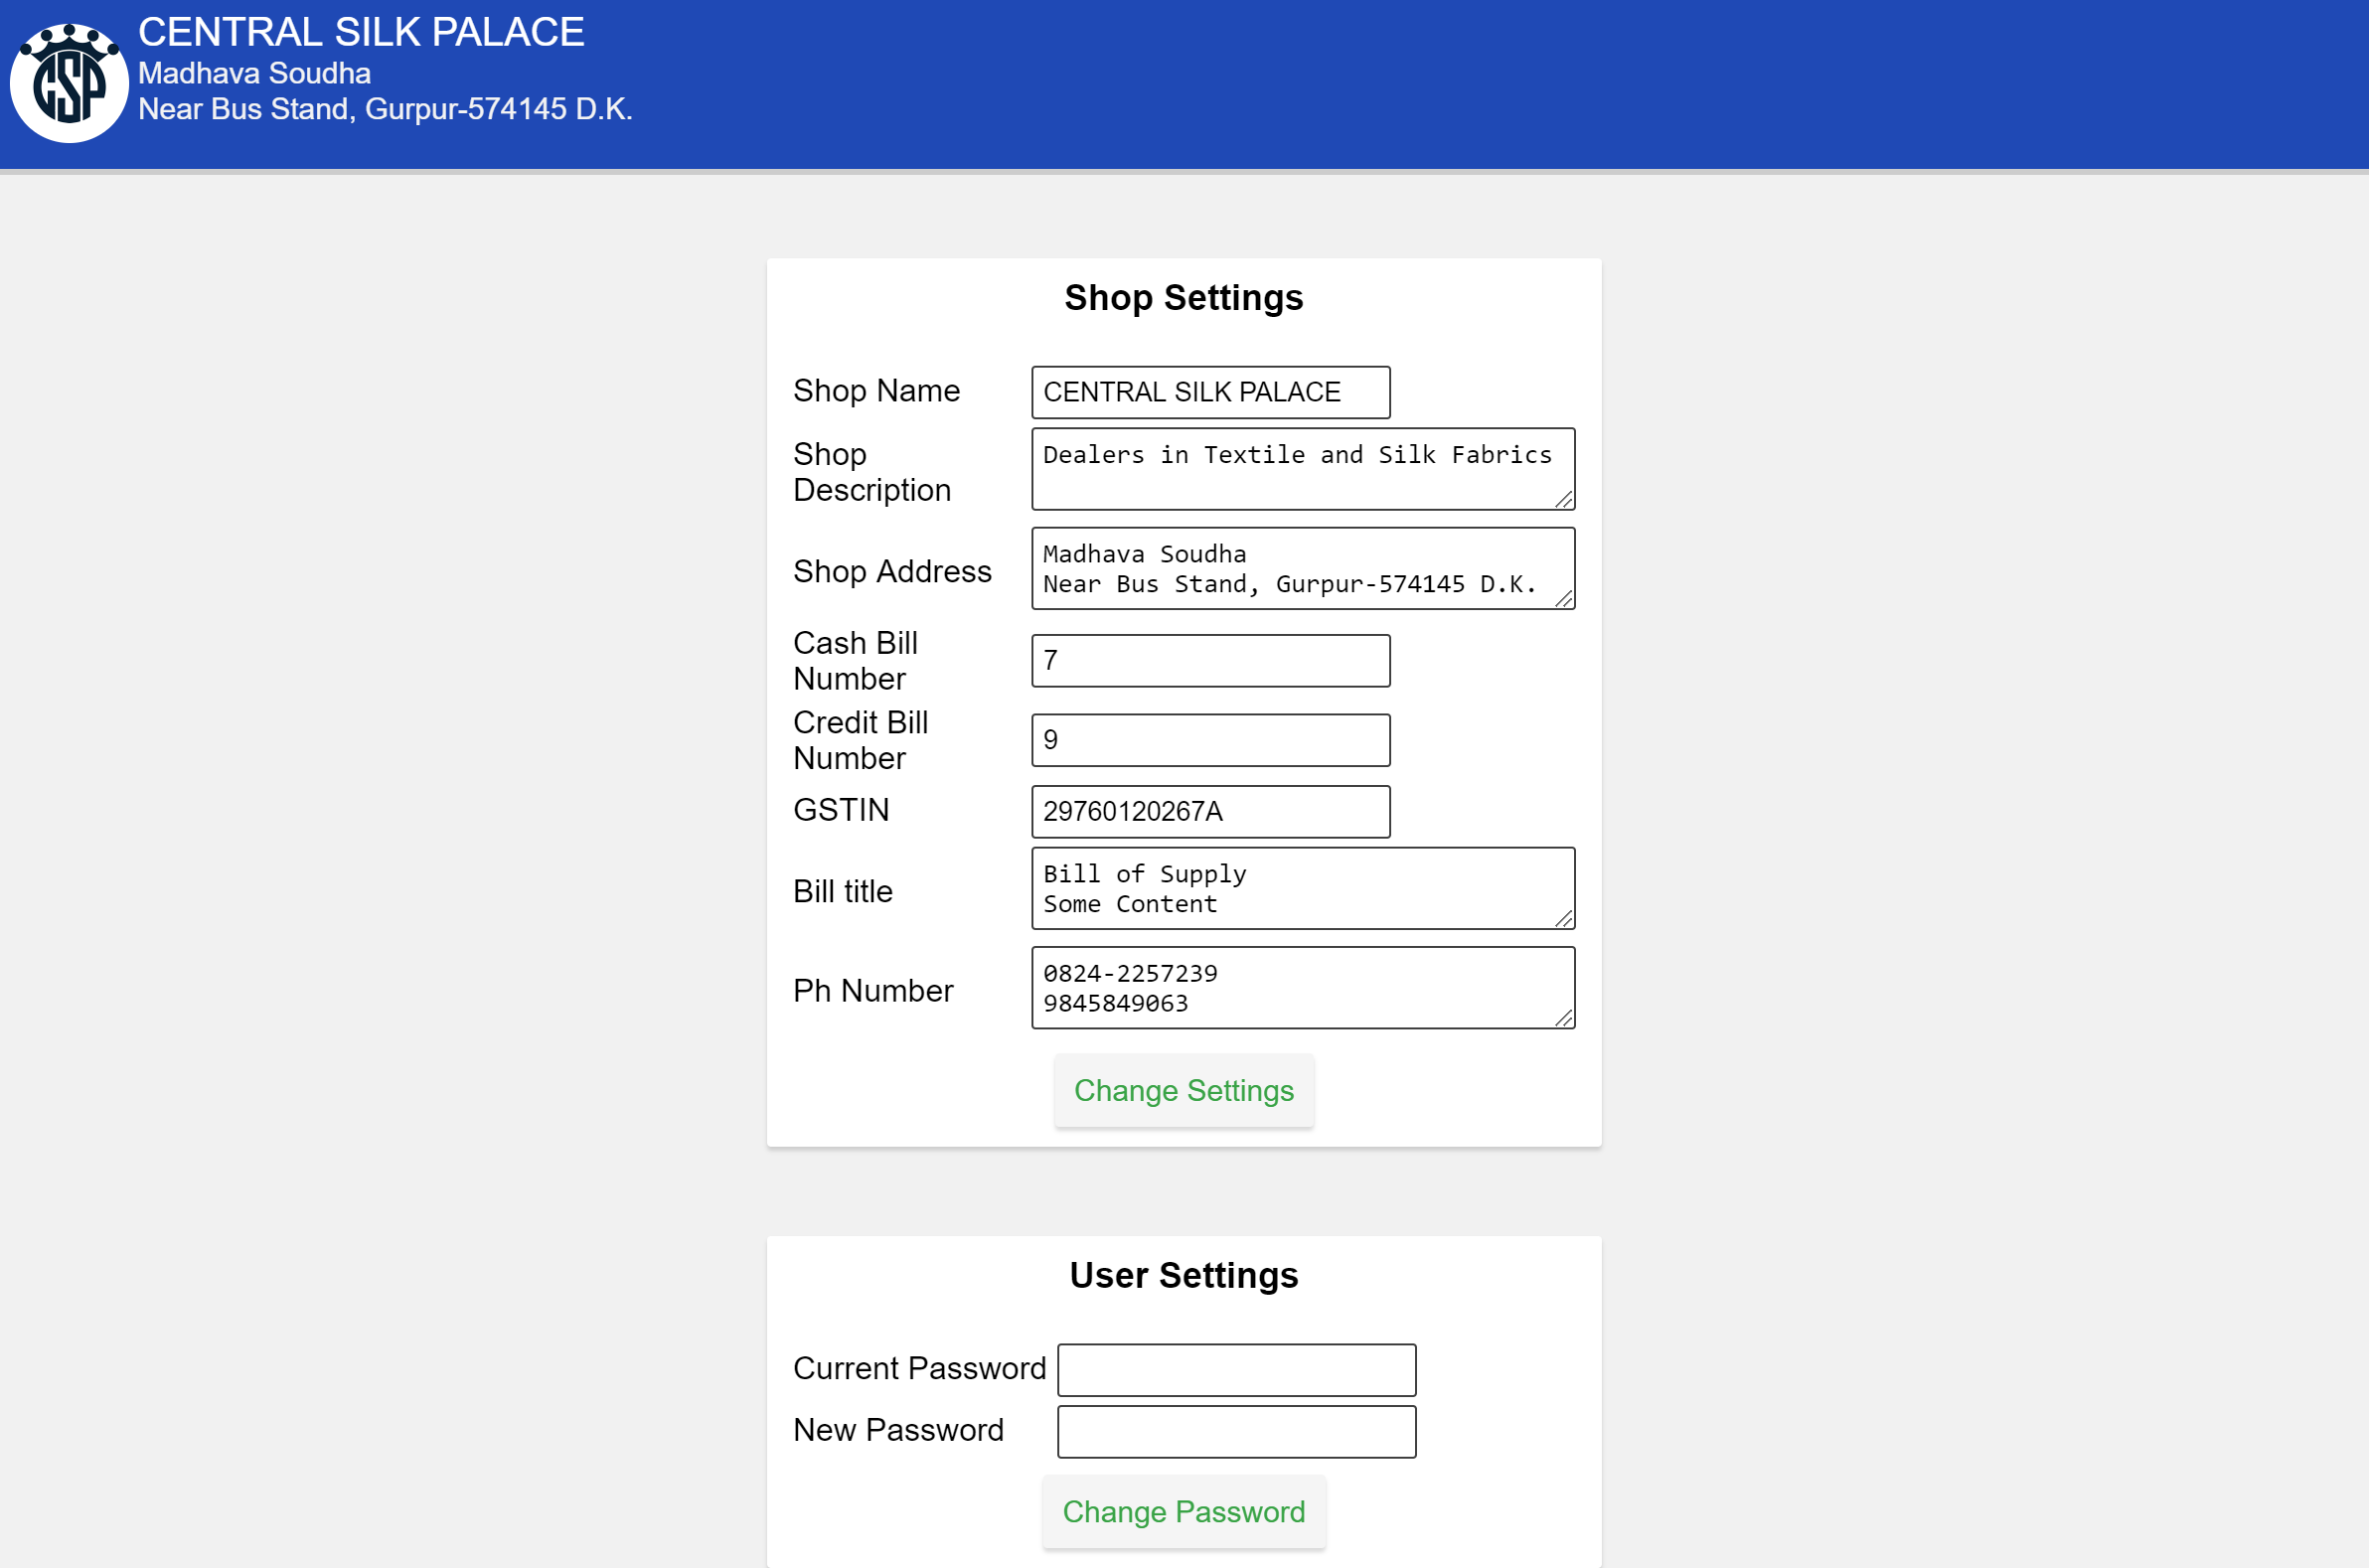 CSP
CENTRAL SILK PALACE
Madhava Soudha
Near Bus Stand, Gurpur-574145 D.K.
Shop Settings
Shop Name
CENTRAL SILK PALACE
Shop
Description
Dealers in Textile and Silk Fabrics
Shop Address
Madhava Soudha
Near Bus Stand, Gurpur-574145 D.K.
Cash Bill
Number
7
Credit Bill
Number
9
GSTIN
29760120267A
Bill title
Bill of Supply
Some Content
Ph Number
0824-2257239
9845849063
Change Settings
User Settings
Current Password
New Password
Change Password